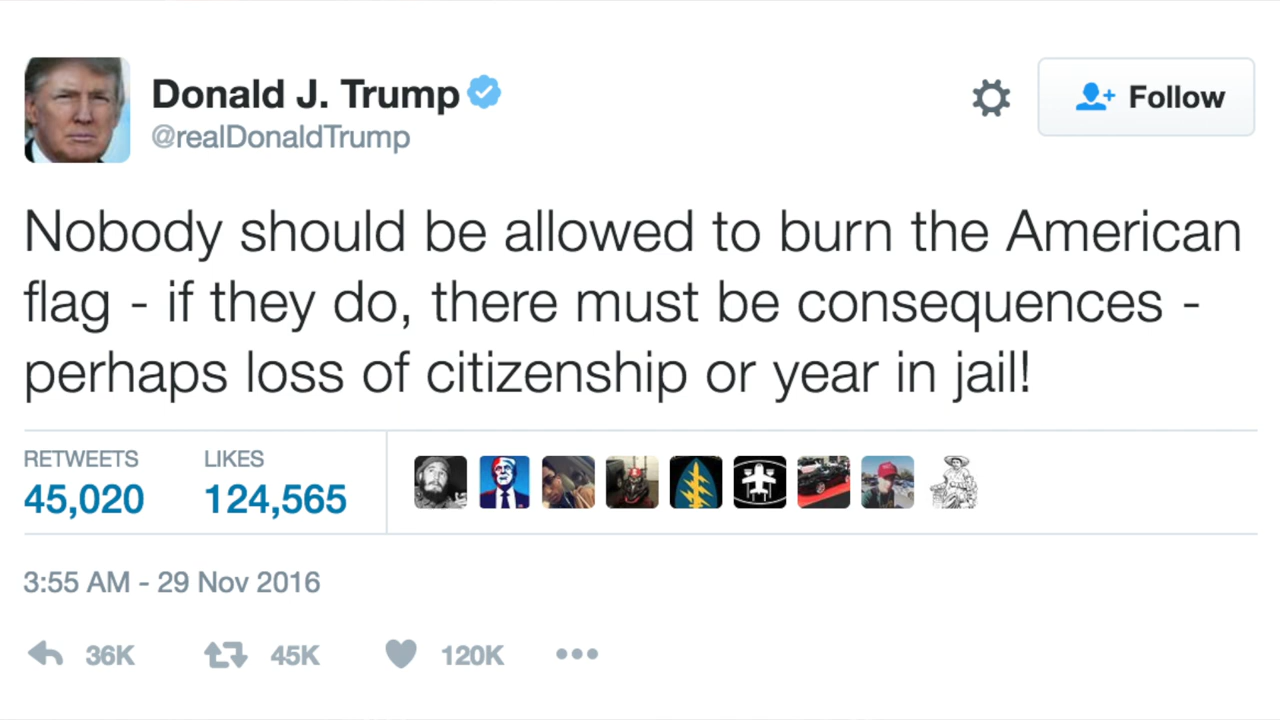 Donald J. Trump
@realDonaldTrump
Follow
Nobody should be allowed to burn the American
flag - if they do, there must be consequences -
perhaps loss of citizenship or year in jail!
RETWEETS LIKES
45,020 124,565
3:55 AM - 29 Nov 2016
36K 45K 120K